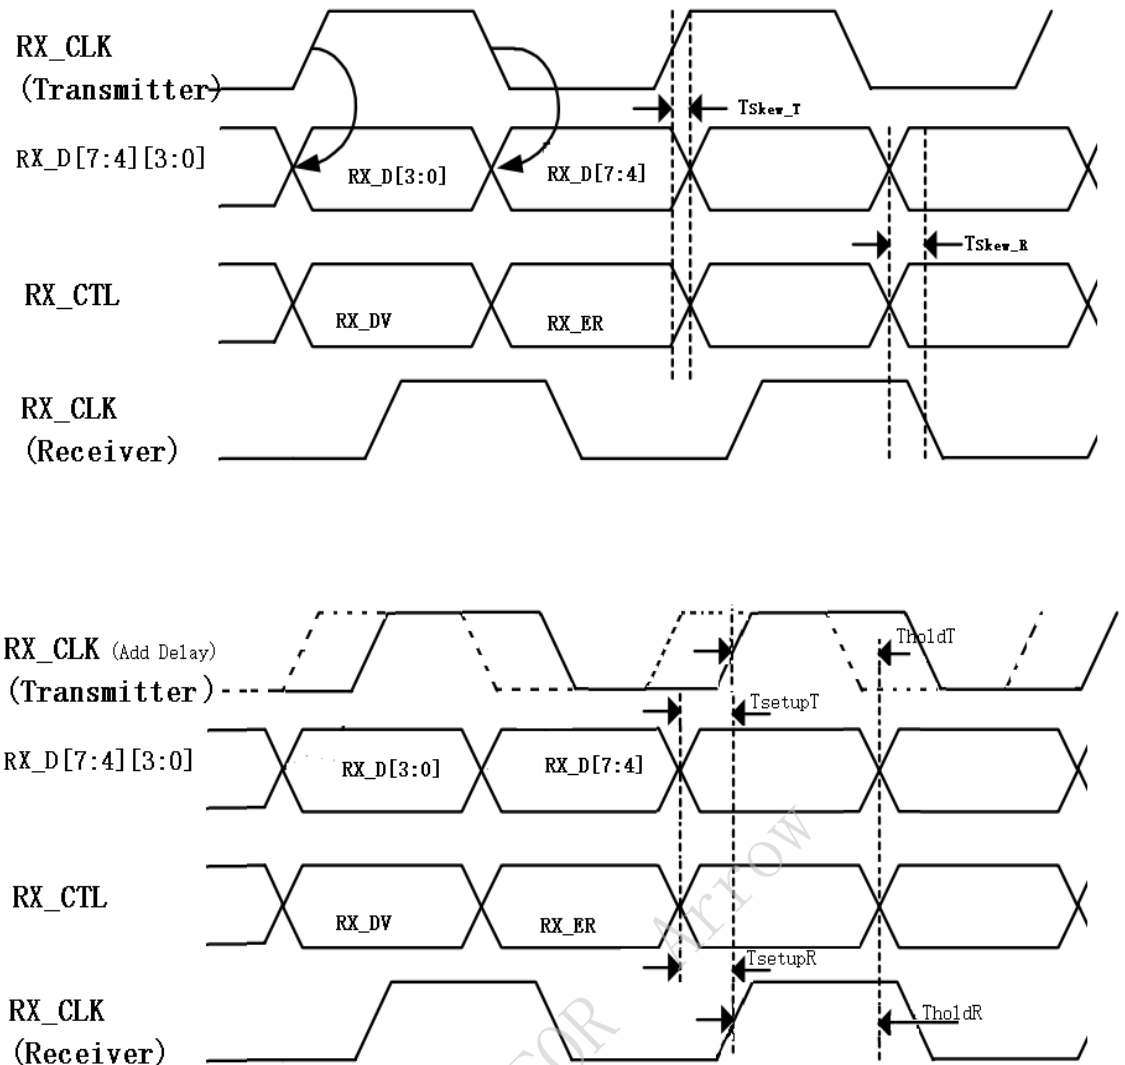 RX_CLK
(Transmitter)
TSkew_T
RX_D[7:4][3:0]
RX_D[3:0]
RX_D[7:4]
TSkew_R
RX_CTL
RX_DV
RX_ER
RX_CLK
(Receiver)
RX_CLK (Add Delay)
(Transmitter)
TholdT
TsetupT
RX_D[7:4][3:0]
RX_D[3:0]
RX_D[7:4]
Arrow
RX_CTL
RX_DV
RX_ER
TsetupR
RX_CLK
(Receiver)
TholdR